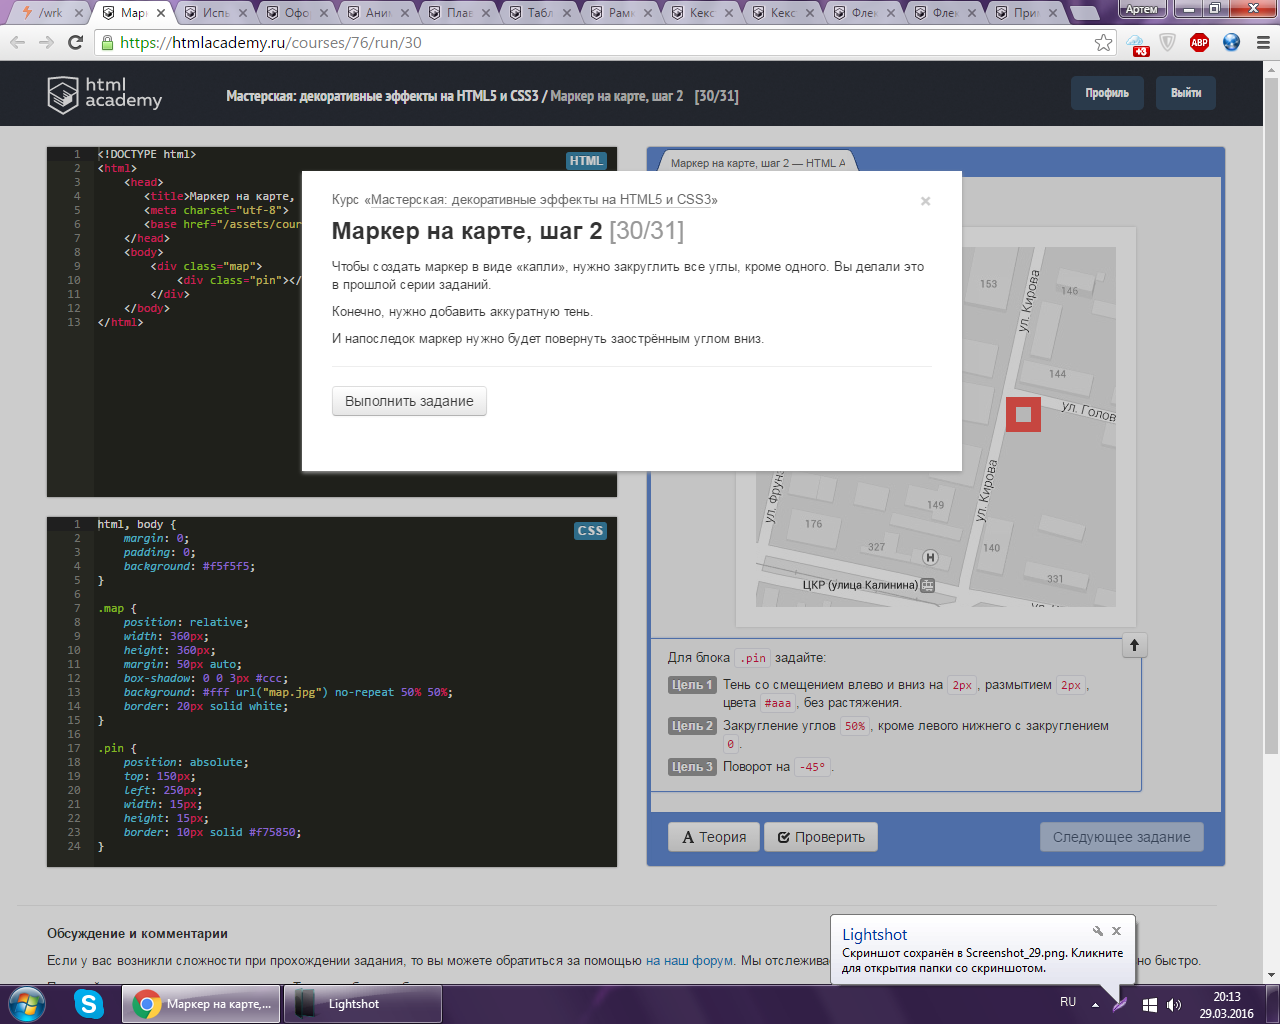 /wrk
Марк
Испы
Офо
Аним
Плав
Табл
Рамк
Кекс
Кекс
Флек
Флек
При
Артем
https://htmlacademy.ru/courses/76/run/30
+3
ABP
html
academy
Мастерская: декоративные эффекты на HTML5 и CSS3 / Маркер на карте, шаг 2 [30/31]
Профиль
Выйти
1 <!DOCTYPE html>
HTML
2 <html>
3 <head>
4 <title>Маркер на карте,
5 <meta charset="utf-8">
6 <base href="/assets/cour
7 </head>
8 <body>
9 <div class="map">
10 <div class="pin"></
11 </div>
12 </body>
13 </html>
Маркер на карте, шаг 2 — HTML A
Курс «Мастерская: декоративные эффекты на HTML5 и CSS3»
×
Маркер на карте, шаг 2 [30/31]
Чтобы создать маркер в виде «капли», нужно закруглить все углы, кроме одного. Вы делали это
в прошлой серии заданий.
Конечно, нужно добавить аккуратную тень.
И напоследок маркер нужно будет повернуть заострённым углом вниз.
Выполнить задание
153
146
ул. Кирова
144
ул. Голов
ул. Фрунз
ул. Кирова
149
176
327
H
140
331
ЦКР (улица Калинина)
1 html, body {
CSS
2 margin: 0;
3 padding: 0;
4 background: #f5f5f5;
5 }
6
7 .map {
8 position: relative;
9 width: 360px;
10 height: 360px;
11 margin: 50px auto;
12 box-shadow: 0 0 3px #ccc;
13 background: #fff url("map.jpg") no-repeat 50% 50%;
14 border: 20px solid white;
15 }
16
17 .pin {
18 position: absolute;
19 top: 150px;
20 left: 250px;
21 width: 15px;
22 height: 15px;
23 border: 10px solid #f75850;
24 }
Для блока .pin задайте:
Цель 1 Тень со смещением влево и вниз на 2px, размытием 2px,
цвета #aaa, без растяжения.
Цель 2 Закругление углов 50%, кроме левого нижнего с закруглением
0.
Цель 3 Поворот на -45°.
Теория
Проверить
Следующее задание
Обсуждение и комментарии
Если у вас возникли сложности при прохождении задания, то вы можете обратиться за помощью на наш форум. Мы отслежива
но быстро.
Lightshot
Скриншот сохранён в Screenshot_29.png. Кликните
для открытия папки со скриншотом.
Маркер на карте,...
Lightshot
RU
20:13
29.03.2016